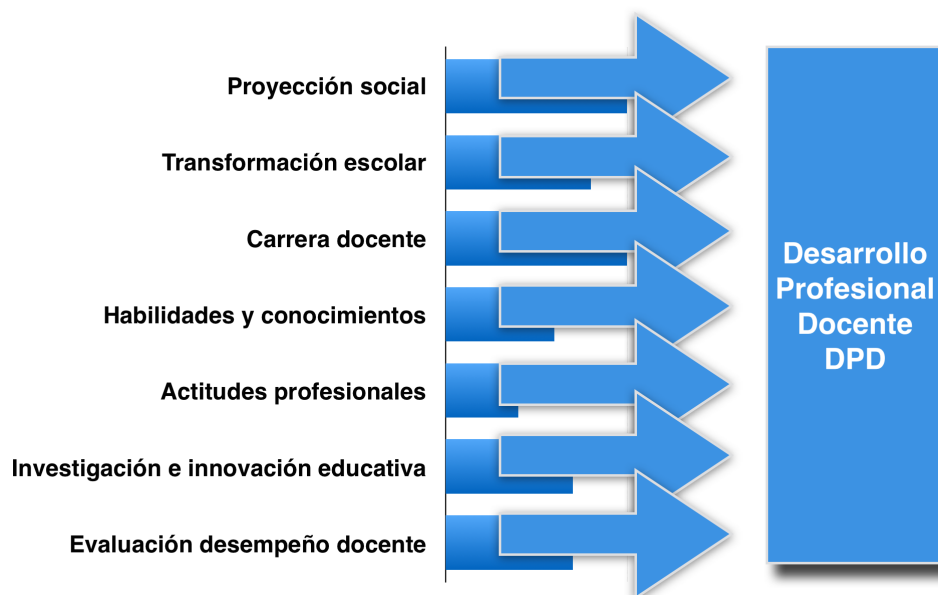 Proyección social
Transformación escolar
Carrera docente
Habilidades y conocimientos
Actitudes profesionales
Investigación e innovación educativa
Evaluación desempeño docente
Desarrollo
Profesional
Docente
DPD